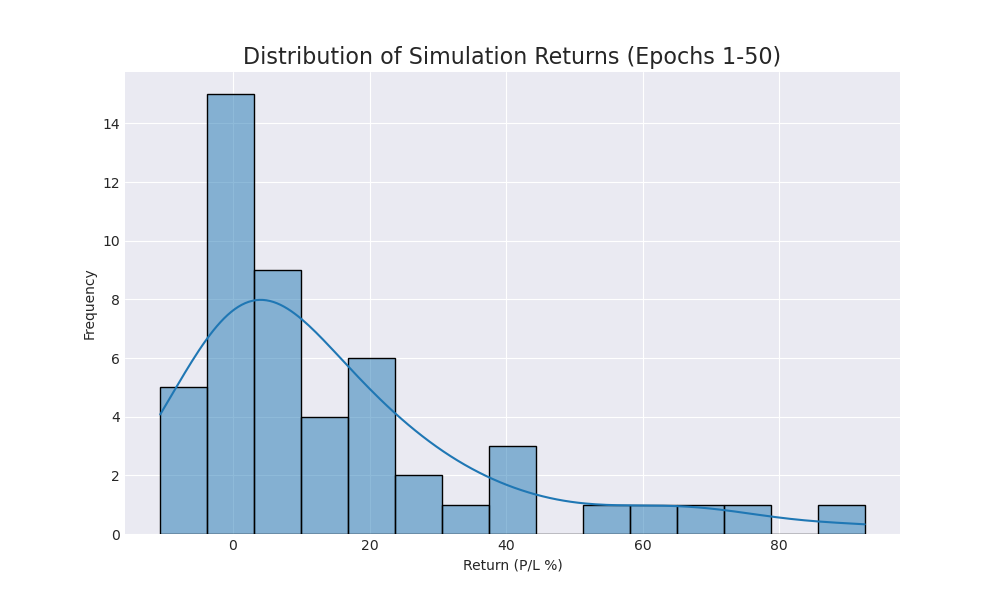 Distribution of Simulation Returns (Epochs 1-50)
Frequency
14
12
10
8
6
4
2
0
0 20 40 60 80
Return (P/L %)